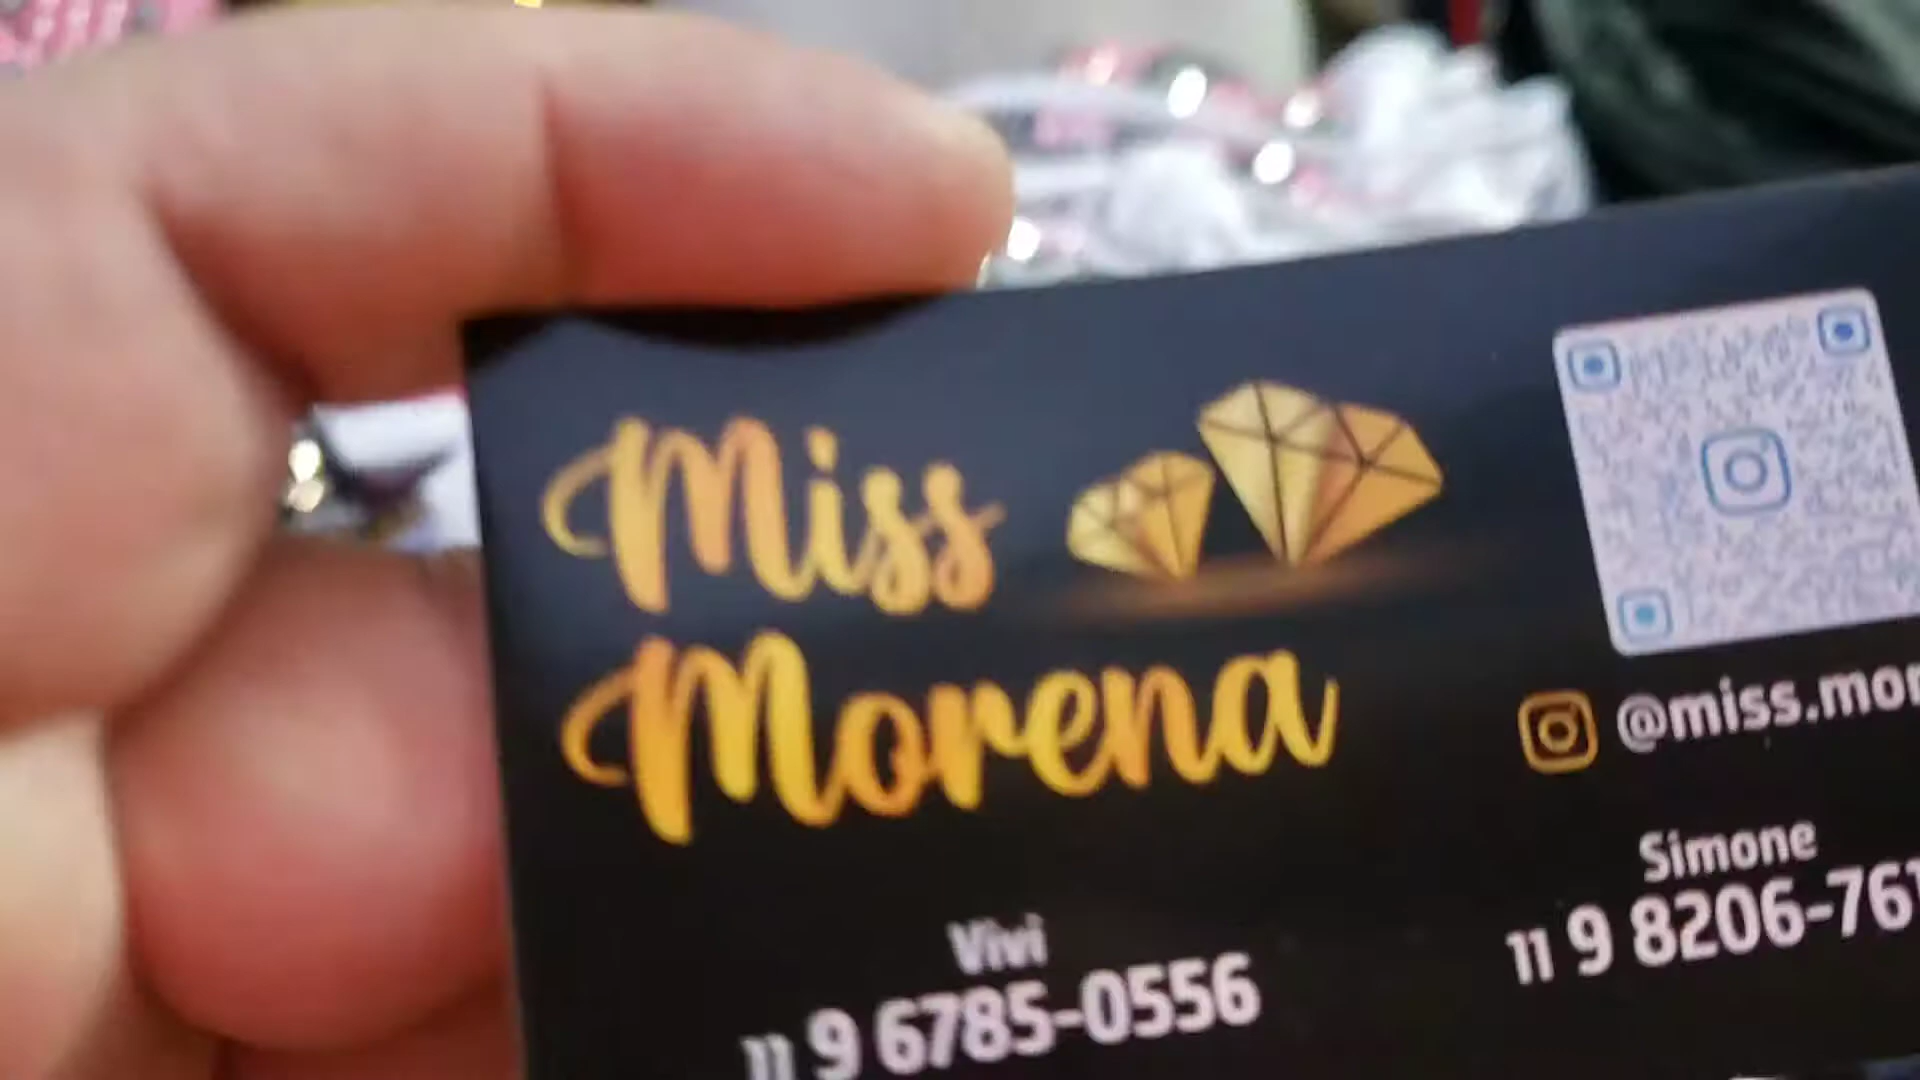 Miss
Morena
@miss.mor
Vivi
11 9 6785-0556
Simone
11 9 8206-761